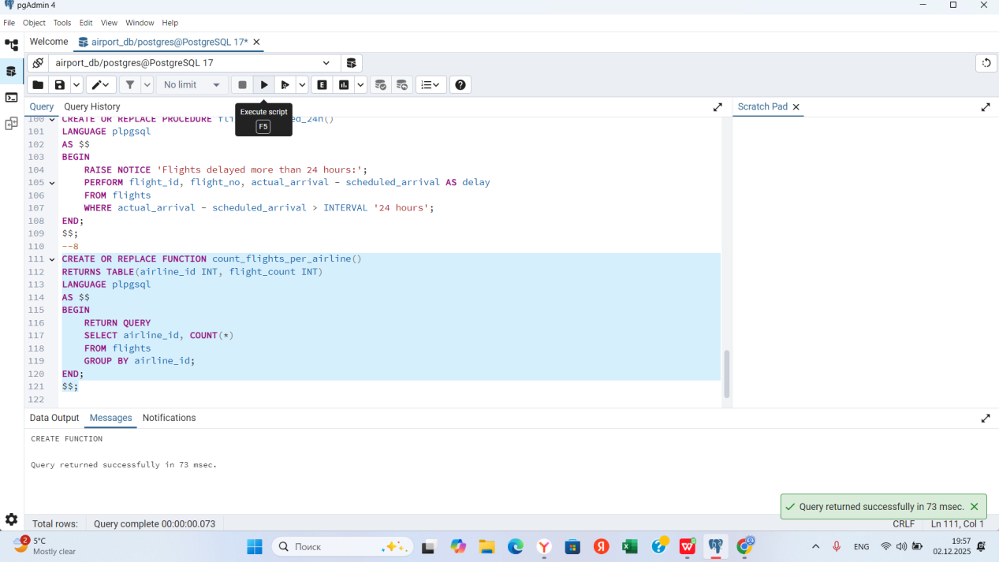 pgAdmin 4
File Object Tools Edit View Window Help
Welcome airport_db/postgres@PostgreSQL 17*
airport_db/postgres@PostgreSQL 17
No limit
E
Query Query History
Scratch Pad
Execute script
F5
100 CREATE OR REPLACE PROCEDURE
101 LANGUAGE plpgsql
102 AS $$
103 BEGIN
104 RAISE NOTICE 'Flights delayed more than 24 hours:';
105 PERFORM flight_id, flight_no, actual_arrival - scheduled_arrival AS delay
106 FROM flights
107 WHERE actual_arrival - scheduled_arrival > INTERVAL '24 hours';
108 END;
109 $$;
110 --8
111 CREATE OR REPLACE FUNCTION count_flights_per_airline()
112 RETURNS TABLE(airline_id INT, flight_count INT)
113 LANGUAGE plpgsql
114 AS $$
115 BEGIN
116 RETURN QUERY
117 SELECT airline_id, COUNT(*)
118 FROM flights
119 GROUP BY airline_id;
120 END;
121 $$;
122
Data Output Messages Notifications
CREATE FUNCTION
Query returned successfully in 73 msec.
Query returned successfully in 73 msec.
Total rows: Query complete 00:00:00.073
CRLF Ln 111, Col 1
2
5°C
Mostly clear
Поиск
ENG
19:57
02.12.2025